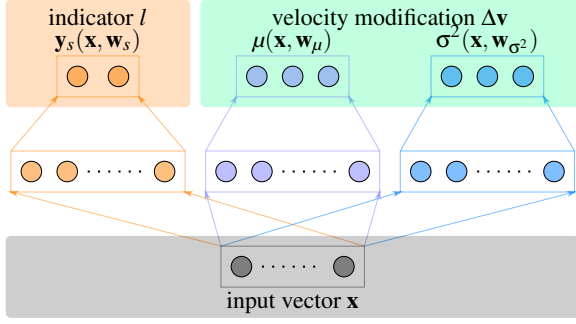 indicator l
velocity modification Δv
y_s(x, w_s)
μ(x, w_μ)
σ²(x, w_σ²)
input vector x